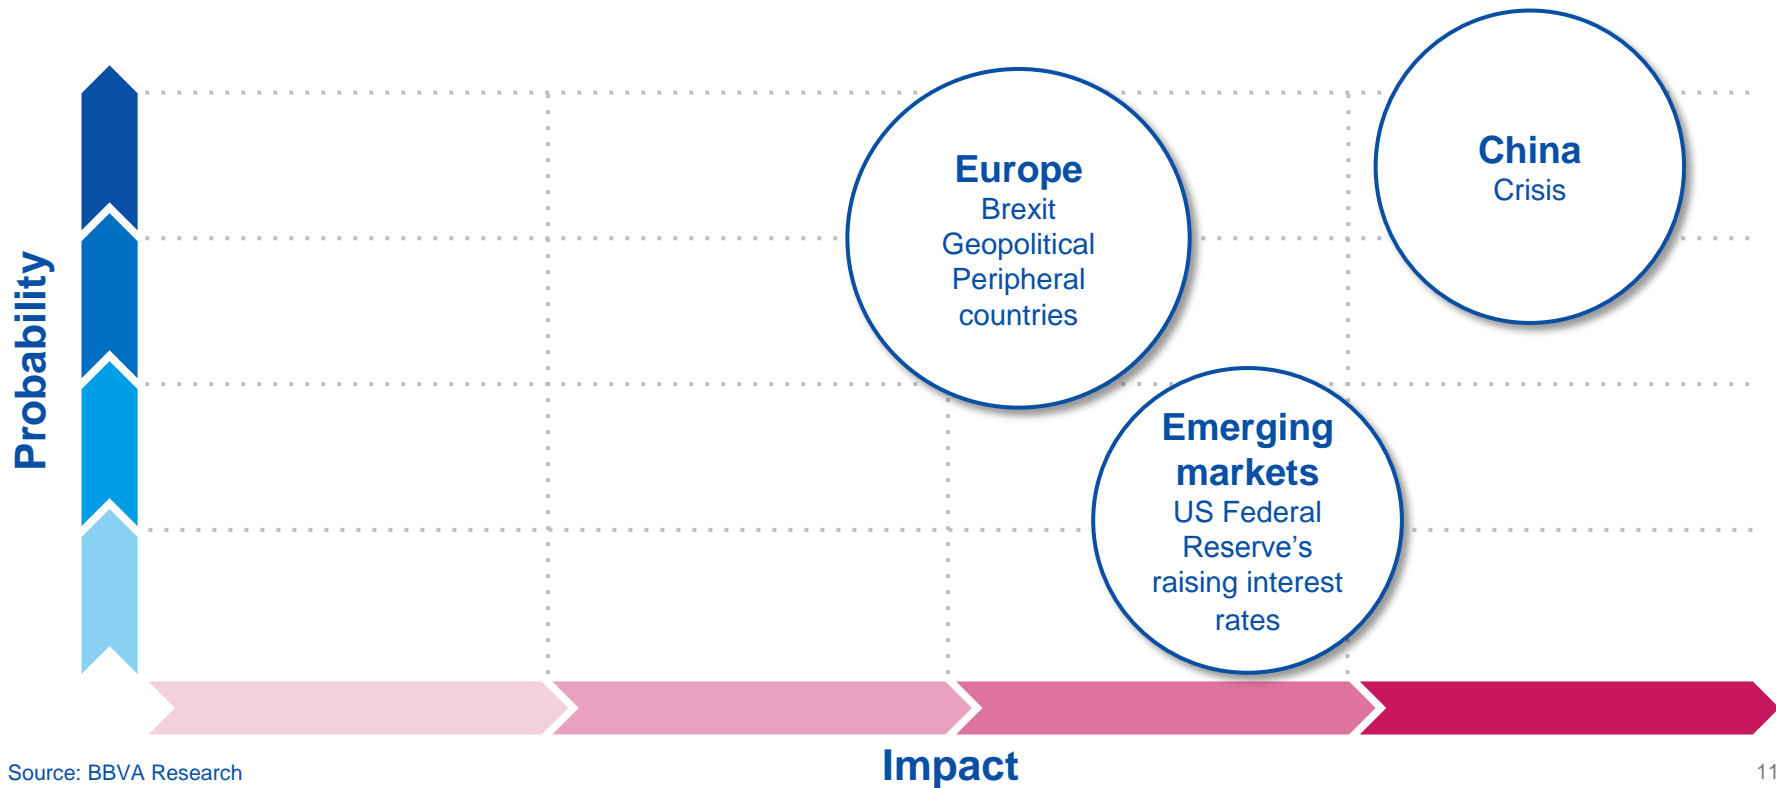 Probability
Europe
Brexit
Geopolitical
Peripheral
countries
China
Crisis
Emerging
markets
US Federal
Reserve’s
raising interest
rates
Impact
Source: BBVA Research
11